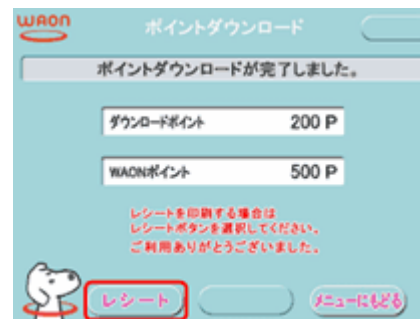 WAON
ポイントダウンロード
ポイントダウンロードが完了しました。
ダウンロードポイント 200 P
WAONポイント 500 P
レシートを印刷する場合は
レシートボタンを選択してください。
ご利用ありがとうございました。
レシート メニューにもどる